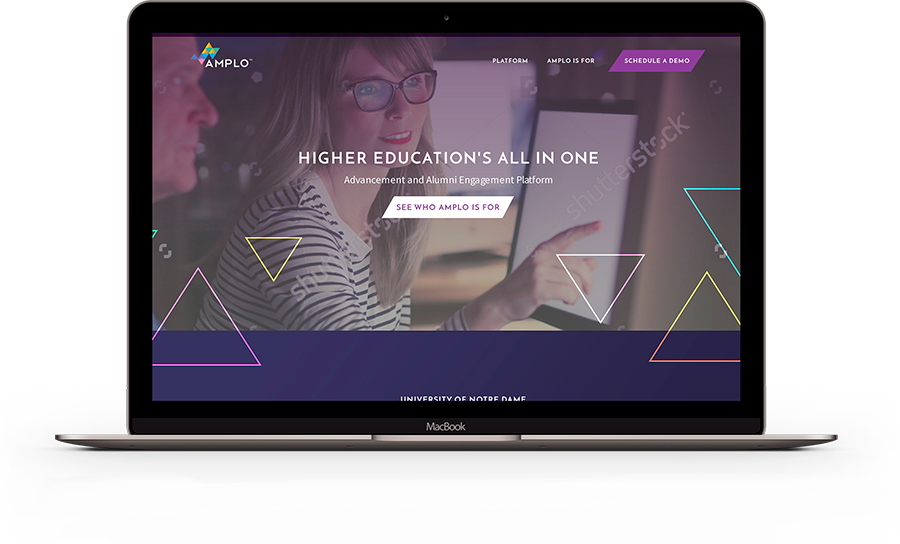 AMPLO™
PLATFORM
AMPLO IS FOR
SCHEDULE A DEMO
HIGHER EDUCATION'S ALL IN ONE
Advancement and Alumni Engagement Platform
SEE WHO AMPLO IS FOR
shutterstock
shutterstock
UNIVERSITY OF NOTRE DAME
MacBook